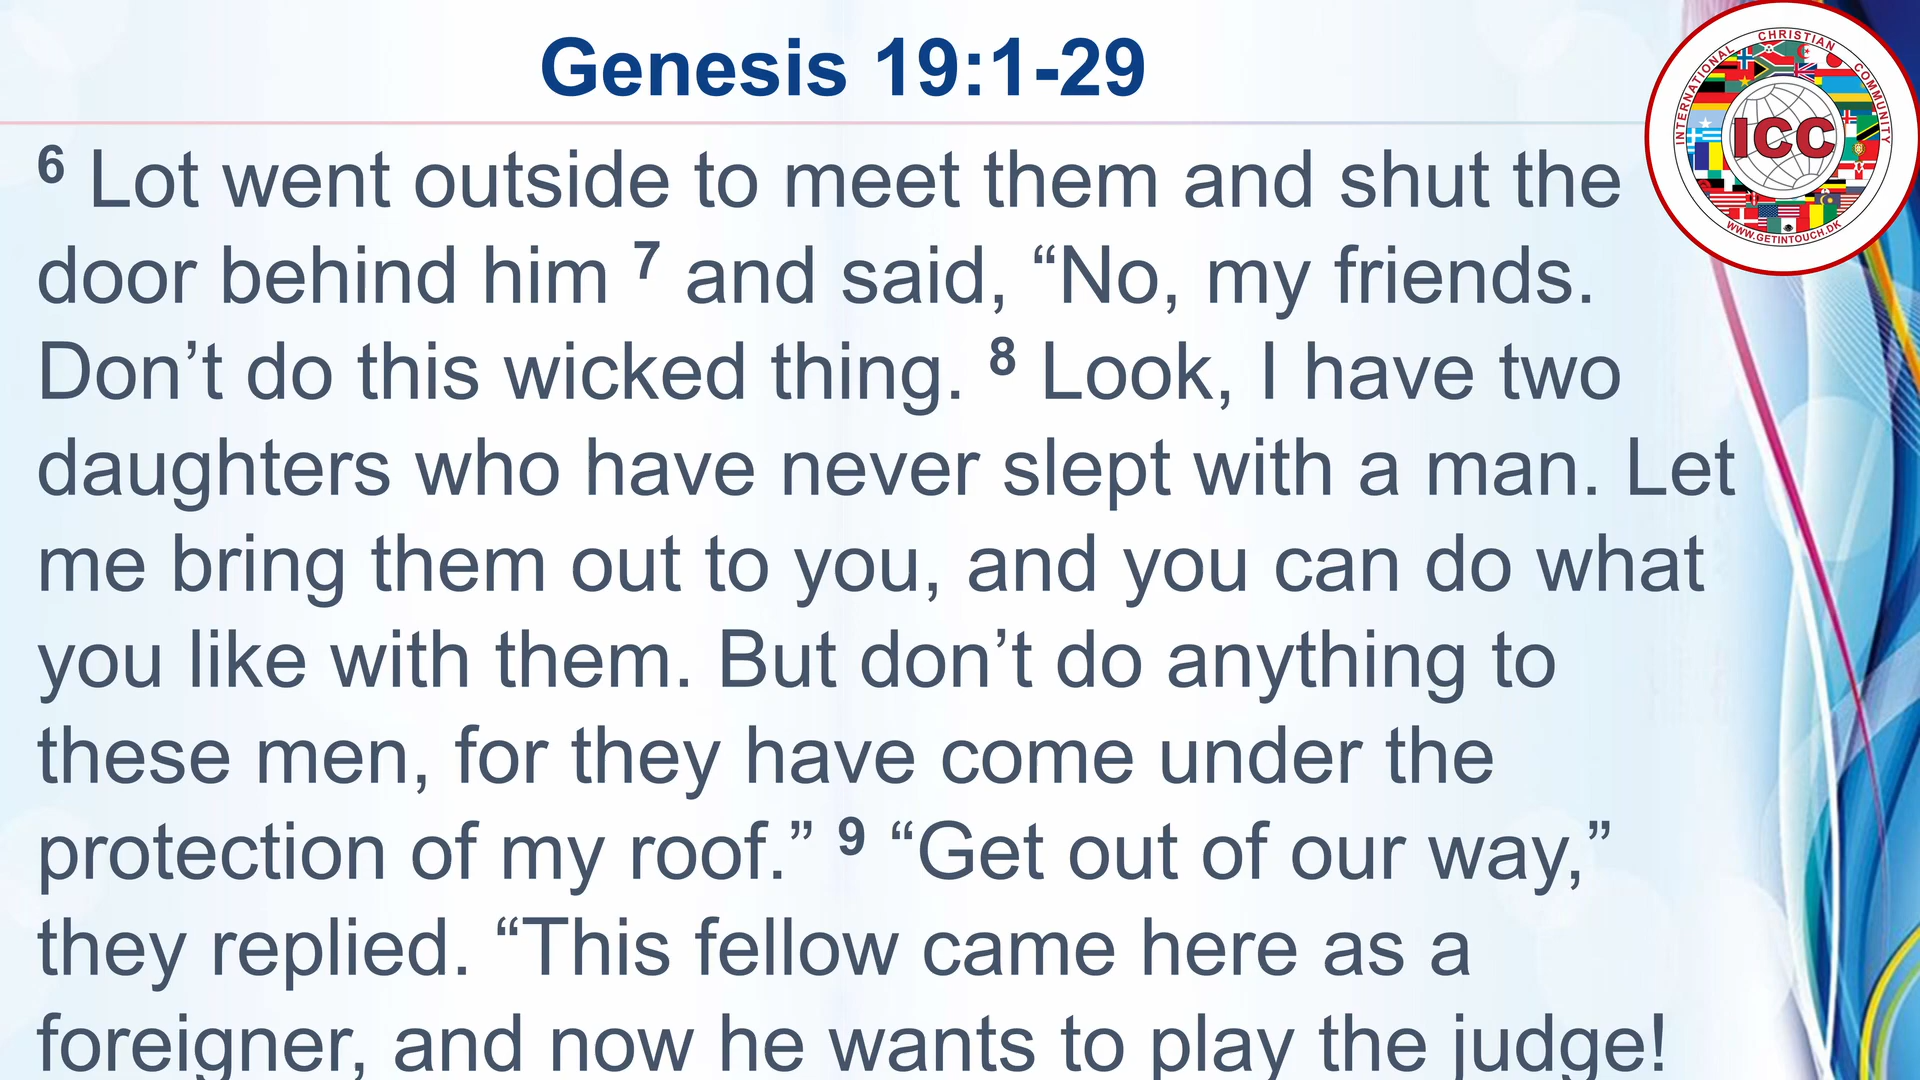 Genesis 19:1-29
INTERNATIONAL CHRISTIAN COMMUNITY
ICC
WWW.GETINTOUCH.DK
6 Lot went outside to meet them and shut the
door behind him 7 and said, “No, my friends.
Don’t do this wicked thing. 8 Look, I have two
daughters who have never slept with a man. Let
me bring them out to you, and you can do what
you like with them. But don’t do anything to
these men, for they have come under the
protection of my roof.” 9 “Get out of our way,”
they replied. “This fellow came here as a
foreigner, and now he wants to play the judge!